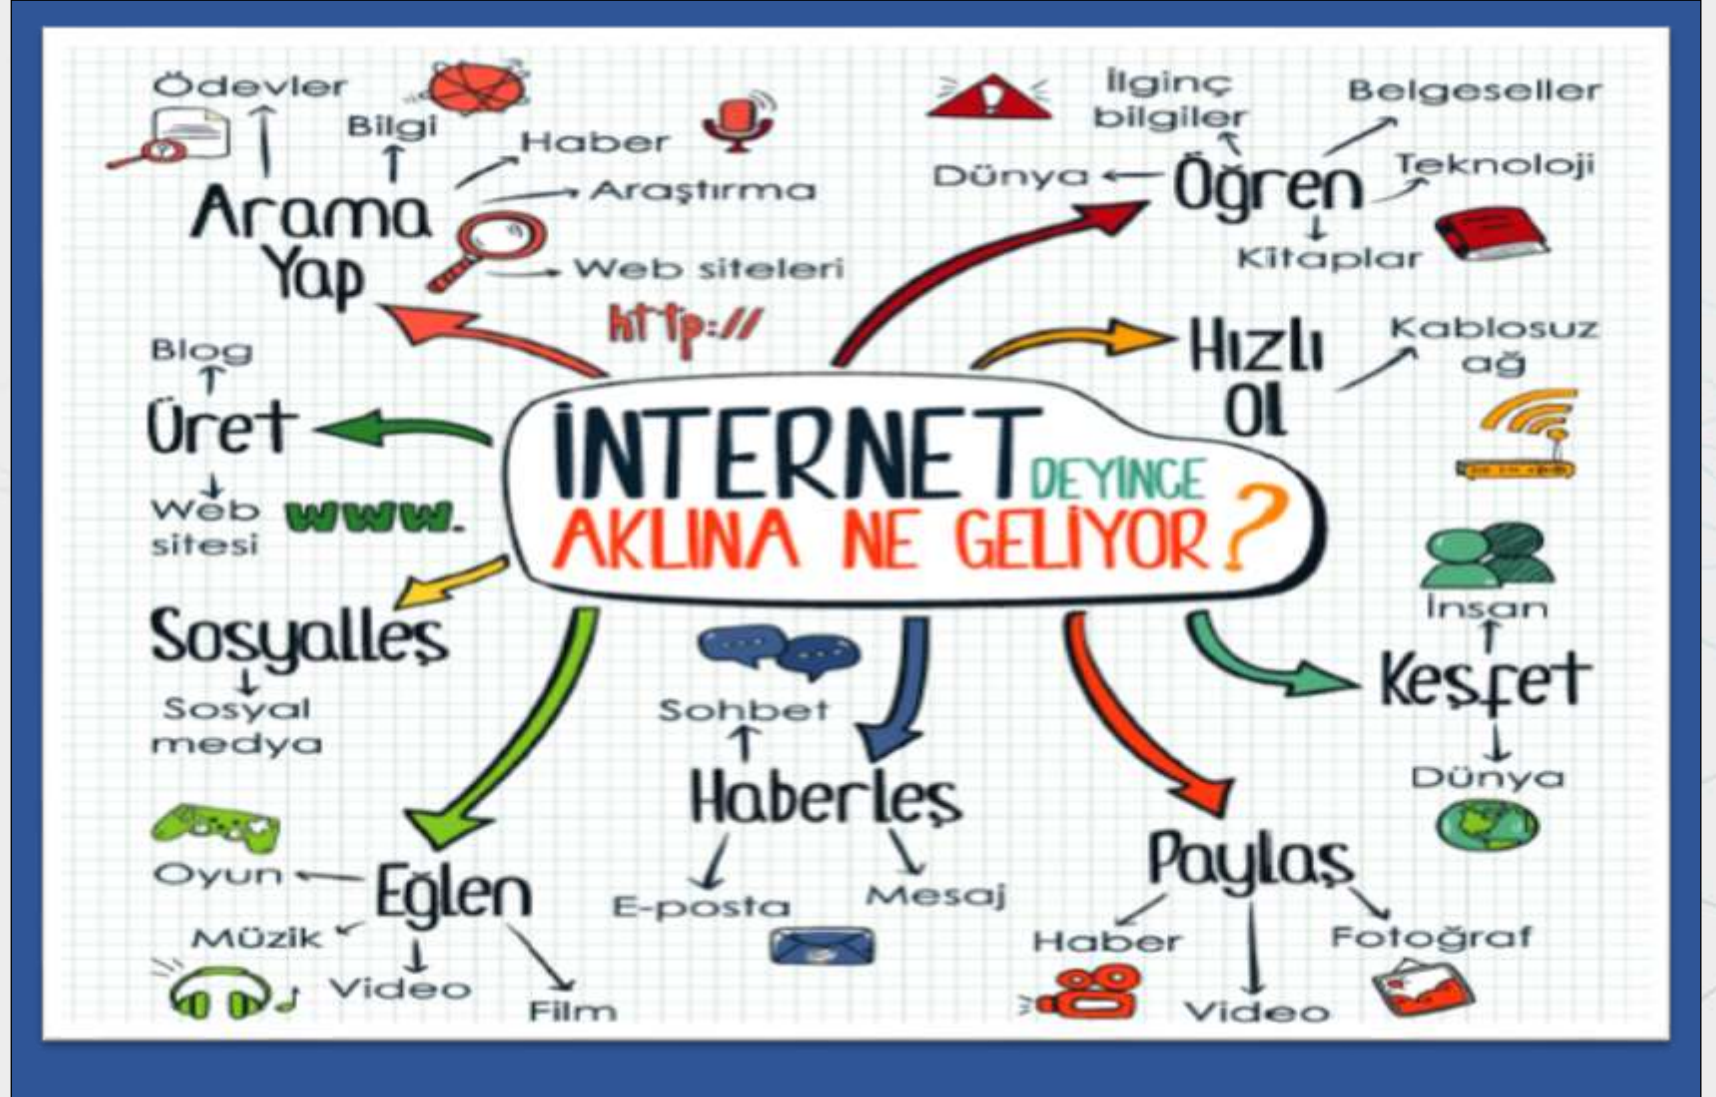 İNTERNET DEYİNCE
AKLINA NE GELİYOR?
Arama
Yap
Ödevler
Bilgi
Haber
Araştırma
Web siteleri
http://
Öğren
Dünya
İlginç
bilgiler
Belgeseller
Teknoloji
Kitaplar
Hızlı
Ol
Kablosuz
ağ
Üret
Blog
Web
sitesi
www.
Sosyalleş
Sosyal
medya
Eğlen
Oyun
Müzik
Video
Film
Haberleş
Sohbet
E-posta
Mesaj
Paylaş
Haber
Video
Fotoğraf
Keşfet
İnsan
Dünya